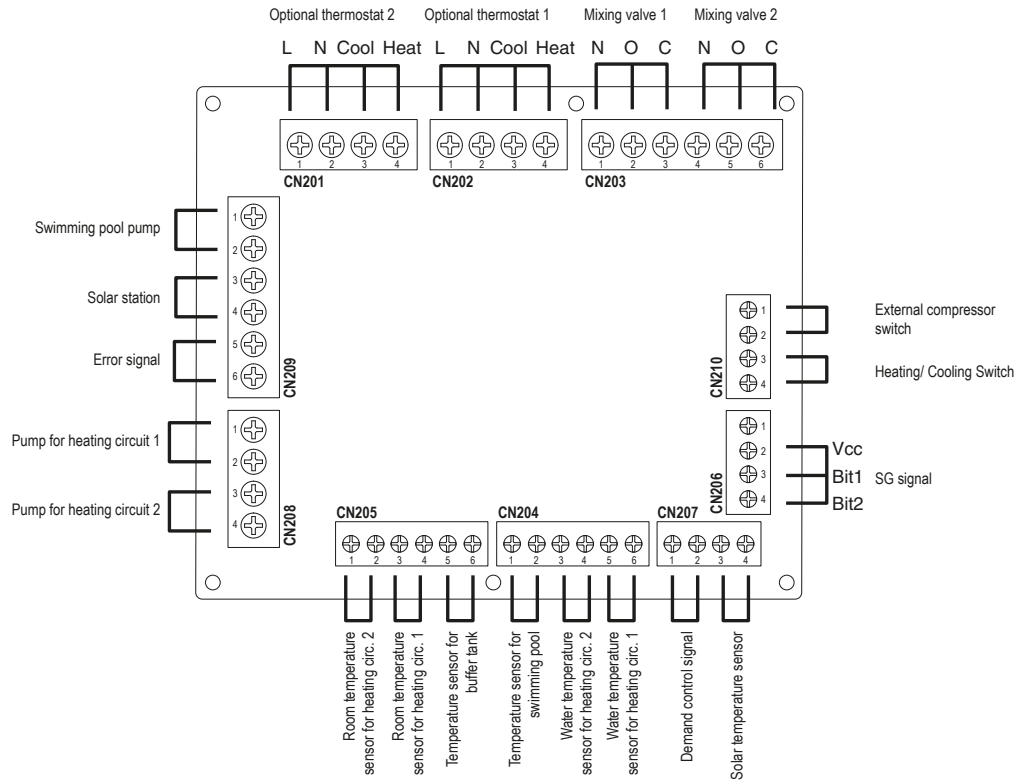 Optional thermostat 2
Optional thermostat 1
Mixing valve 1
Mixing valve 2
L N Cool Heat
L N Cool Heat
N O C
N O C
1 2 3 4
CN201
1 2 3 4
CN202
1 2 3 4 5 6
CN203
Swimming pool pump
Solar station
Error signal
1
2
3
4
5
6
CN209
Pump for heating circuit 1
Pump for heating circuit 2
1
2
3
4
CN208
1
2
3
4
CN210
External compressor
switch
Heating/ Cooling Switch
1
2
3
4
CN206
Vcc
Bit1
Bit2
SG signal
CN205
1 2 3 4 5 6
CN204
1 2 3 4 5 6
CN207
1 2 3 4
Room temperature
sensor for heating circ. 2
Room temperature
sensor for heating circ. 1
Temperature sensor for
buffer tank
Temperature sensor for
swimming pool
Water temperature
sensor for heating circ. 2
Water temperature
sensor for heating circ. 1
Demand control signal
Solar temperature sensor